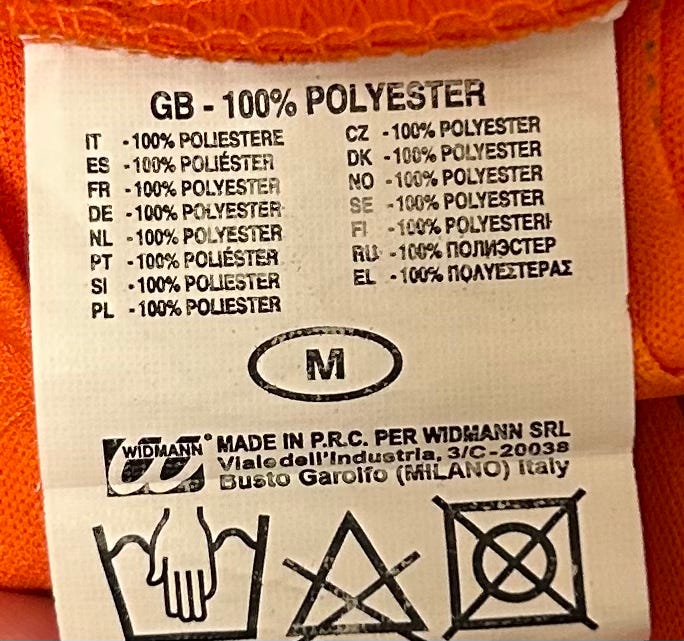 GB - 100% POLYESTER
IT - 100% POLIESTERE
ES - 100% POLIÉSTER
FR - 100% POLYESTER
DE - 100% POLYESTER
NL - 100% POLYESTER
PT - 100% POLIÉSTER
SI - 100% POLIESTER
PL - 100% POLIESTER
CZ - 100% POLYESTER
DK - 100% POLYESTER
NO - 100% POLYESTER
SE - 100% POLYESTER
FI - 100% POLYESTERI
RU - 100% ПОЛИЭСТЕР
EL - 100% ΠΟΛΥΕΣΤΕΡΑΣ
M
WIDMANN® MADE IN P.R.C. PER WIDMANN SRL
Viale dell'Industria, 3/C-20038
Busto Garolfo (MILANO) Italy